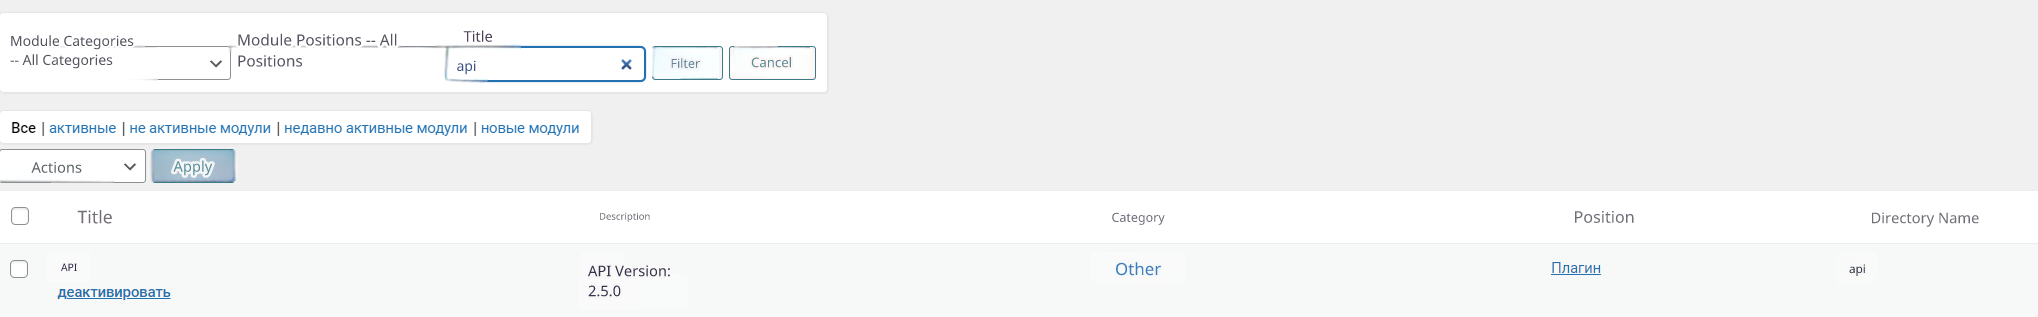 Module Categories
-- All Categories
Module Positions -- All
Positions
Title
api
Filter
Cancel
Все | активные | не активные модули | недавно активные модули | новые модули
Actions
Apply
Title Description Category Position Directory Name
API
деактивировать
API Version:
2.5.0
Other
Плагин
api